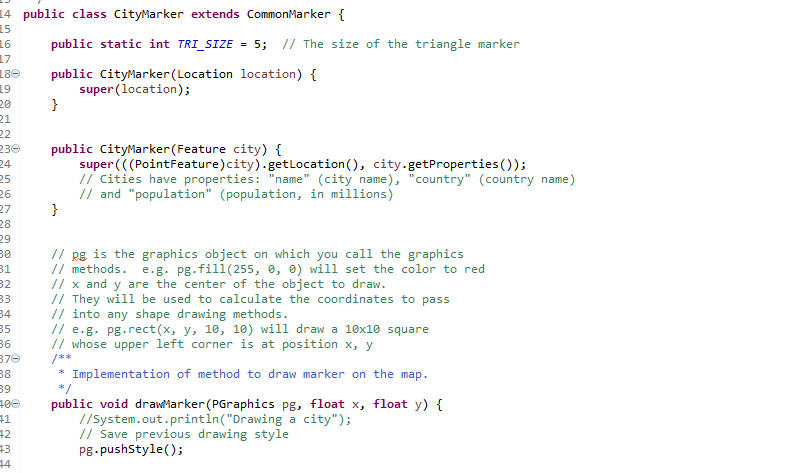 14 public class CityMarker extends CommonMarker {
15
16 public static int TRI_SIZE = 5;  // The size of the triangle marker
17
18 public CityMarker(Location location) {
19 super(location);
20 }
21
22
23 public CityMarker(Feature city) {
24 super(((PointFeature)city).getLocation(), city.getProperties());
25 // Cities have properties: "name" (city name), "country" (country name)
26 // and "population" (population, in millions)
27 }
28
29
30 // pg is the graphics object on which you call the graphics
31 // methods.  e.g. pg.fill(255, 0, 0) will set the color to red
32 // x and y are the center of the object to draw.
33 // They will be used to calculate the coordinates to pass
34 // into any shape drawing methods.
35 // e.g. pg.rect(x, y, 10, 10) will draw a 10x10 square
36 // whose upper left corner is at position x, y
37 /**
38 * Implementation of method to draw marker on the map.
39 */
40 public void drawMarker(PGraphics pg, float x, float y) {
41 //System.out.println("Drawing a city");
42 // Save previous drawing style
43 pg.pushStyle();
44